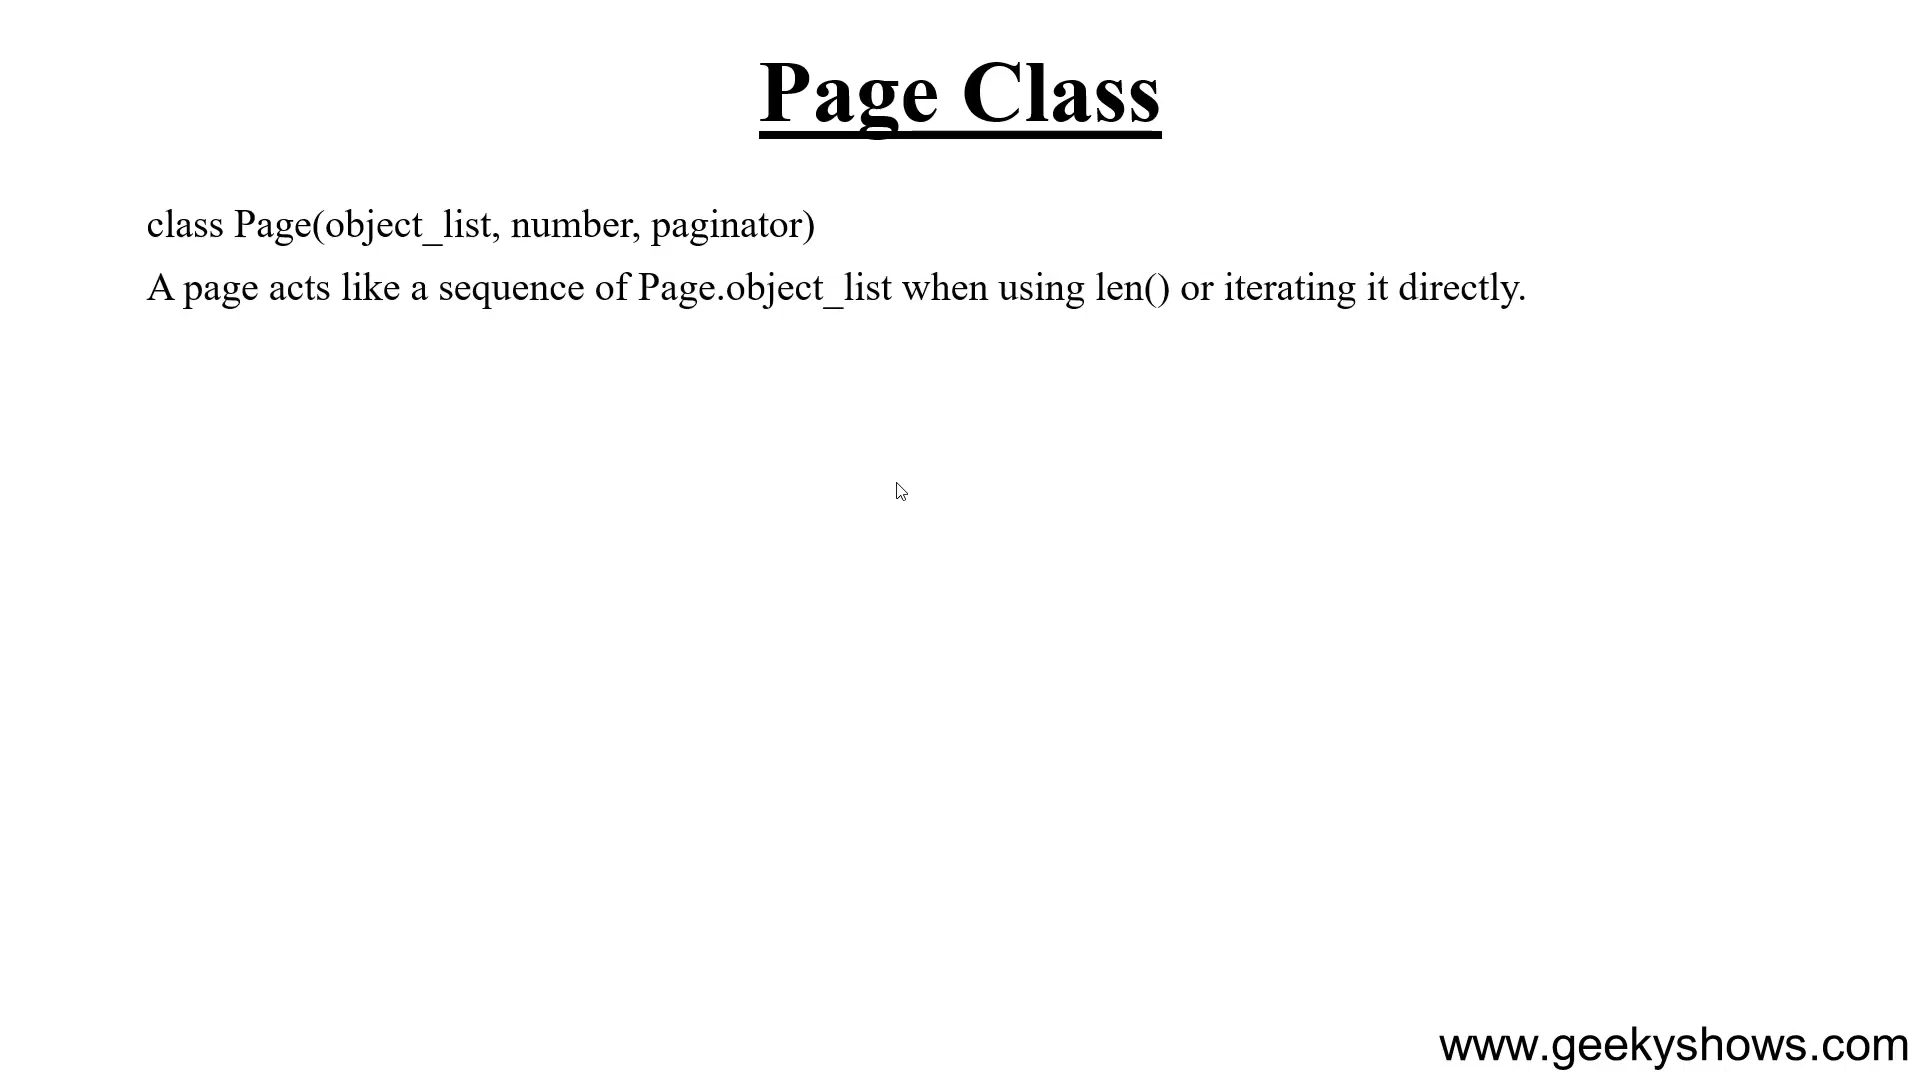 Page Class
class Page(object_list, number, paginator)
A page acts like a sequence of Page.object_list when using len() or iterating it directly.
www.geekyshows.com